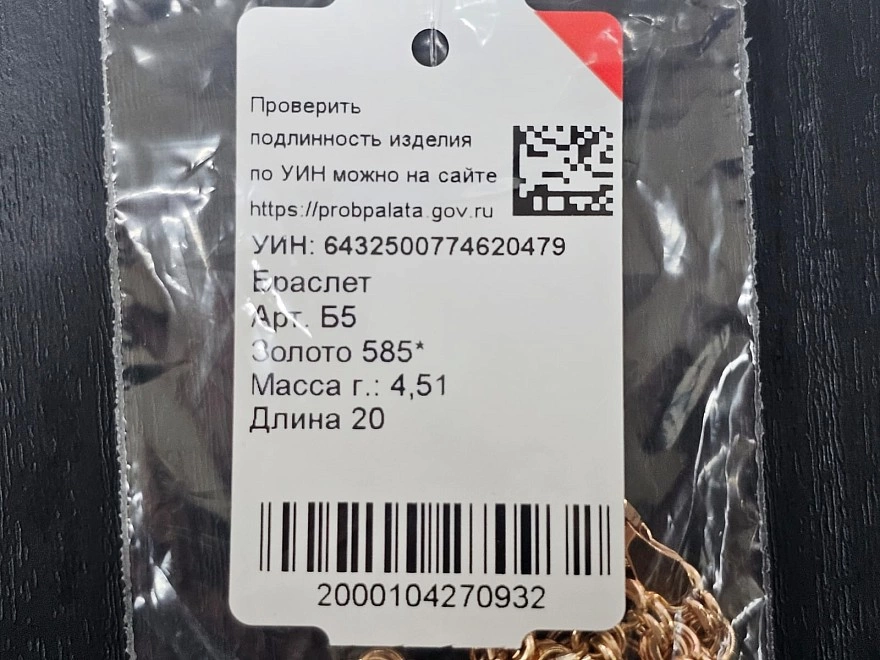 Проверить
подлинность изделия
по УИН можно на сайте
https://probpalata.gov.ru
УИН: 6432500774620479
Браслет
Арт. Б5
Золото 585*
Масса г.: 4,51
Длина 20
2000104270932